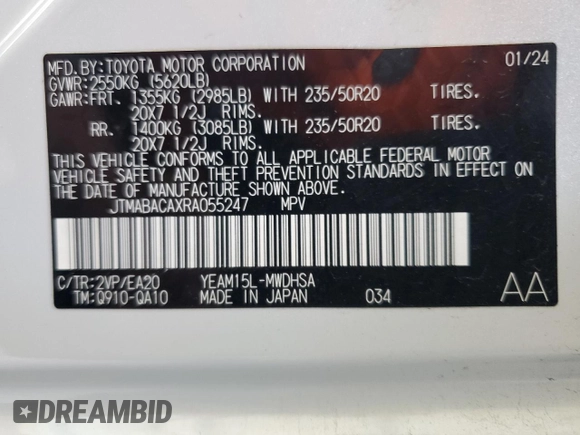 MFD.BY:TOYOTA MOTOR CORPORATION 01/24
GVWR:2550KG (5620LB)
GAWR:FRT. 1355KG (2985LB) WITH 235/50R20 TIRES.
20X7 1/2J RIMS.
RR. 1400KG (3085LB) WITH 235/50R20 TIRES.
20X7 1/2J RIMS.
THIS VEHICLE CONFORMS TO ALL APPLICABLE FEDERAL MOTOR
VEHICLE SAFETY AND THEFT PREVENTION STANDARDS IN EFFECT ON
THE DATE OF MANUFACTURE SHOWN ABOVE.
JTMABACAXRA055247 MPV
C/TR:2VP/EA20 YEAM15L-MWDHSA
TM:Q910-QA10 MADE IN JAPAN 034 AA
DREAMBID